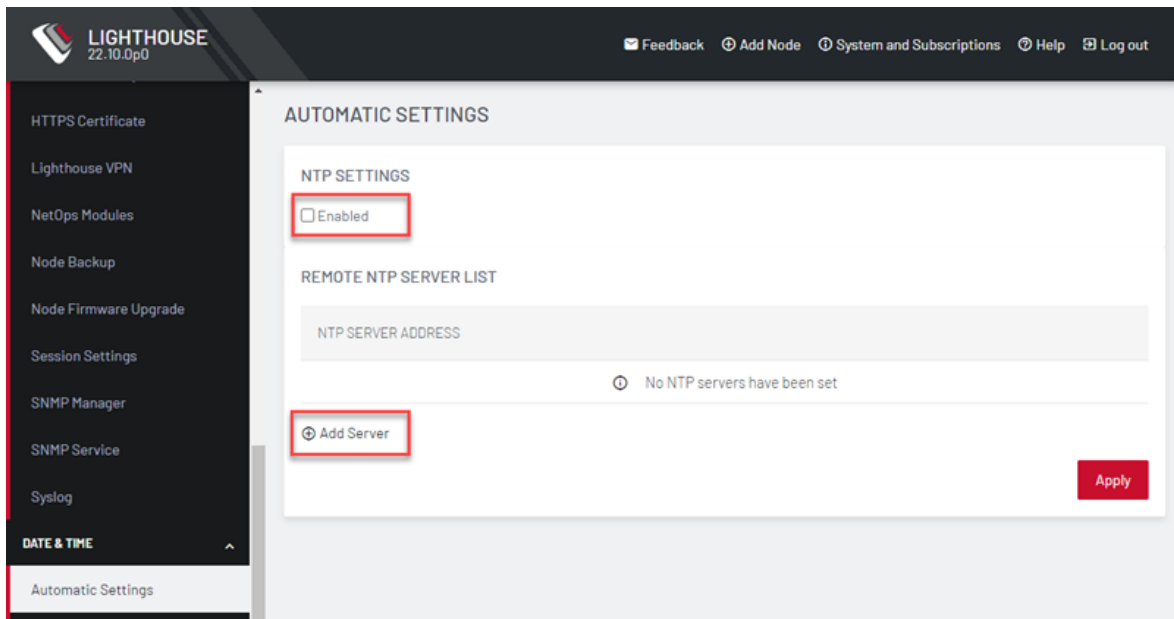 LIGHTHOUSE
22.10.0p0
Feedback
Add Node
System and Subscriptions
Help
Log out
HTTPS Certificate
Lighthouse VPN
NetOps Modules
Node Backup
Node Firmware Upgrade
Session Settings
SNMP Manager
SNMP Service
Syslog
DATE & TIME
Automatic Settings
AUTOMATIC SETTINGS
NTP SETTINGS
Enabled
REMOTE NTP SERVER LIST
NTP SERVER ADDRESS
No NTP servers have been set
Add Server
Apply